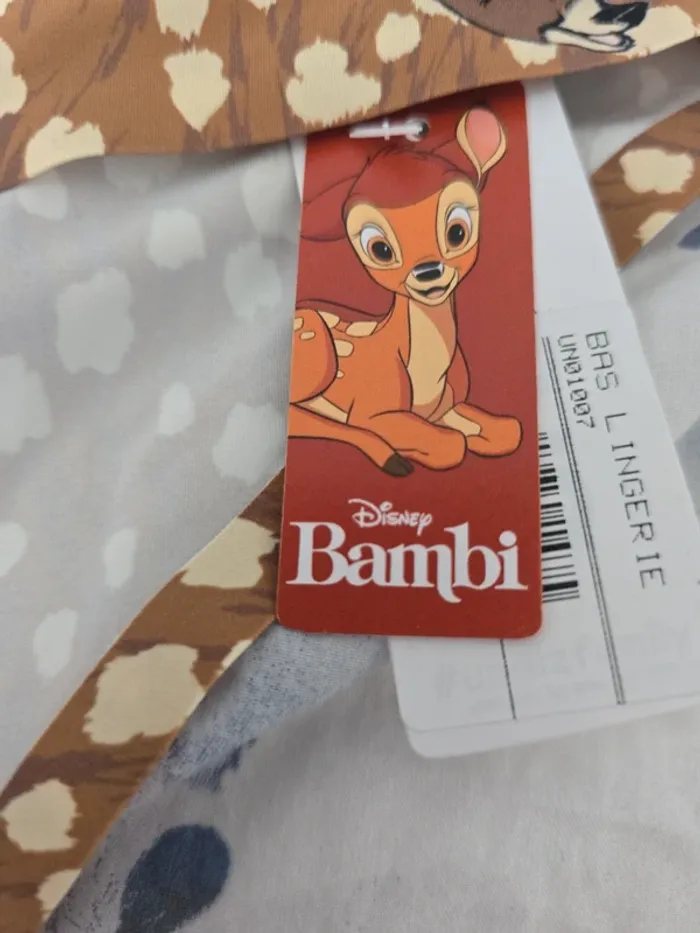 Disney
Bambi
BAS LINGERIE
UN01007